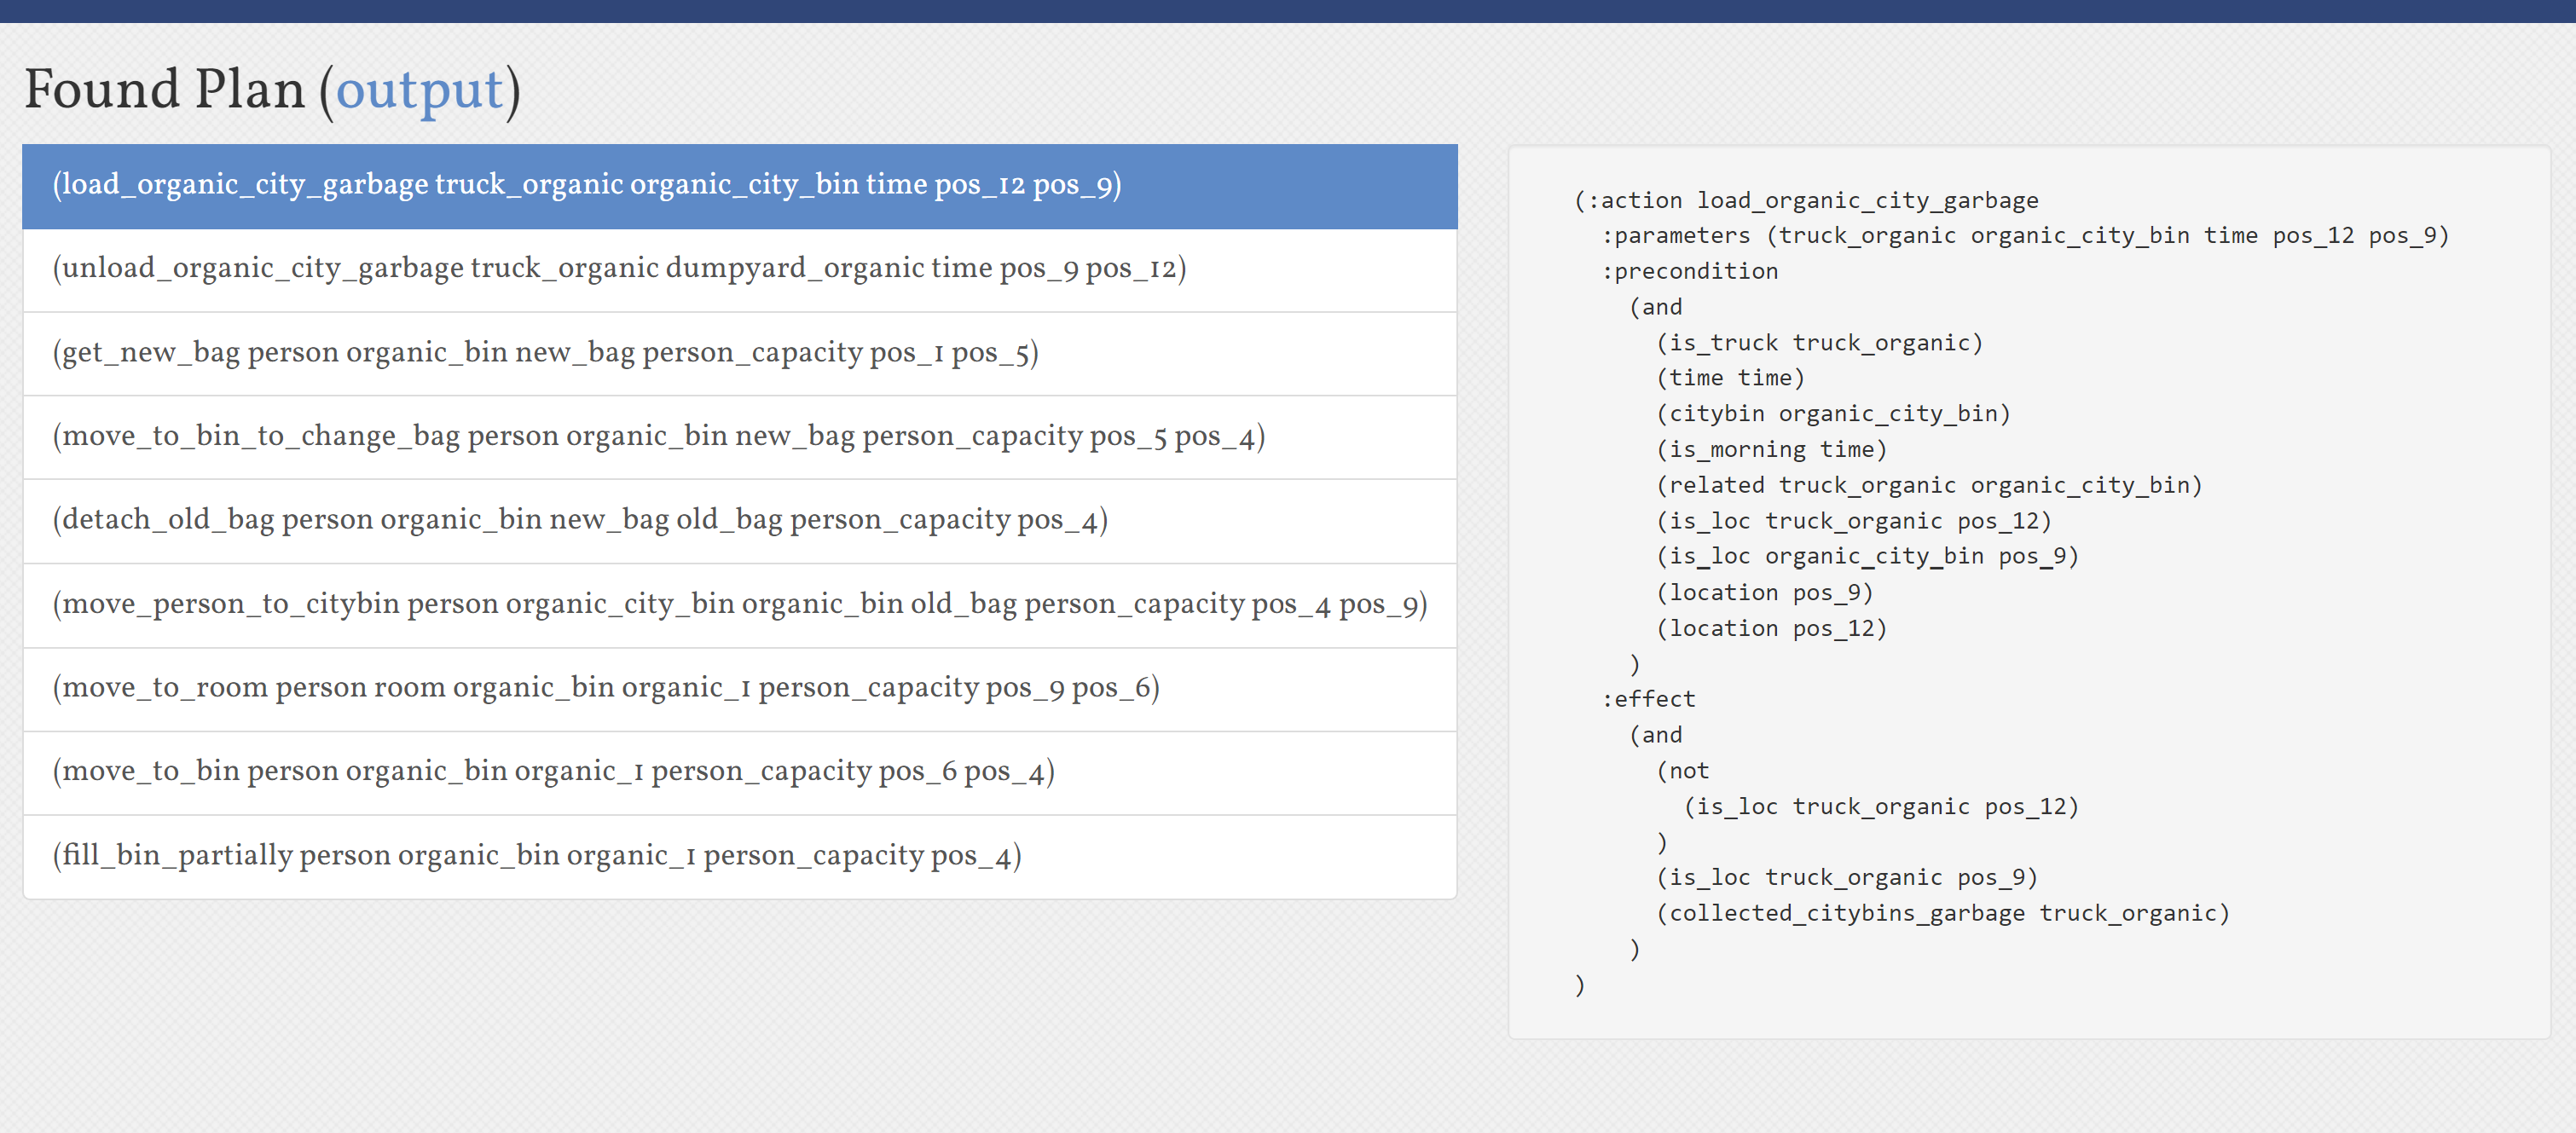 Found Plan (output)
(load_organic_city_garbage truck_organic organic_city_bin time pos_12 pos_9)
(unload_organic_city_garbage truck_organic dumpyard_organic time pos_9 pos_12)
(get_new_bag person organic_bin new_bag person_capacity pos_1 pos_5)
(move_to_bin_to_change_bag person organic_bin new_bag person_capacity pos_5 pos_4)
(detach_old_bag person organic_bin new_bag old_bag person_capacity pos_4)
(move_person_to_citybin person organic_city_bin organic_bin old_bag person_capacity pos_4 pos_9)
(move_to_room person room organic_bin organic_1 person_capacity pos_9 pos_6)
(move_to_bin person organic_bin organic_1 person_capacity pos_6 pos_4)
(fill_bin_partially person organic_bin organic_1 person_capacity pos_4)
(:action load_organic_city_garbage
:parameters (truck_organic organic_city_bin time pos_12 pos_9)
:precondition
(and
(is_truck truck_organic)
(time time)
(citybin organic_city_bin)
(is_morning time)
(related truck_organic organic_city_bin)
(is_loc truck_organic pos_12)
(is_loc organic_city_bin pos_9)
(location pos_9)
(location pos_12)
)
:effect
(and
(not
(is_loc truck_organic pos_12)
)
(is_loc truck_organic pos_9)
(collected_citybins_garbage truck_organic)
)
)